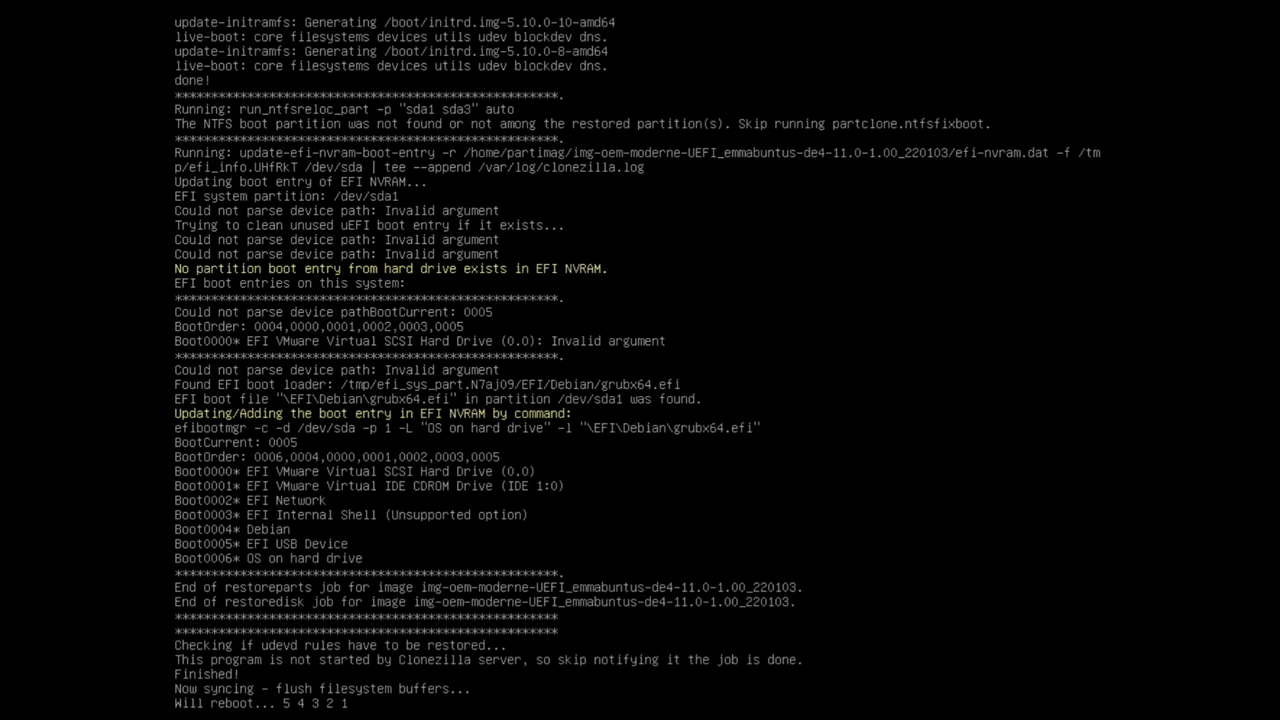 update-initramfs: Generating /boot/initrd.img-5.10.0-10-amd64
live-boot: core filesystems devices utils udev blockdev dns.
update-initramfs: Generating /boot/initrd.img-5.10.0-8-amd64
live-boot: core filesystems devices utils udev blockdev dns.
done!
*****************************************************.
Running: run_ntfsreloc_part -p "sda1 sda3" auto
The NTFS boot partition was not found or not among the restored partition(s). Skip running partclone.ntfsfixboot.
*****************************************************.
Running: update-efi-nvram-boot-entry -r /home/partimag/img-oem-moderne-UEFI_emmabuntus-de4-11.0-1.00_220103/efi-nvram.dat -f /tm
p/efi_info.UHfRkT /dev/sda | tee --append /var/log/clonezilla.log
Updating boot entry of EFI NVRAM...
EFI system partition: /dev/sda1
Could not parse device path: Invalid argument
Trying to clean unused uEFI boot entry if it exists...
Could not parse device path: Invalid argument
Could not parse device path: Invalid argument
No partition boot entry from hard drive exists in EFI NVRAM.
EFI boot entries on this system:
*****************************************************.
Could not parse device pathBootCurrent: 0005
BootOrder: 0004,0000,0001,0002,0003,0005
Boot0000* EFI VMware Virtual SCSI Hard Drive (0.0): Invalid argument
*****************************************************.
Could not parse device path: Invalid argument
Found EFI boot loader: /tmp/efi_sys_part.N7aj09/EFI/Debian/grubx64.efi
EFI boot file "\EFI\Debian\grubx64.efi" in partition /dev/sda1 was found.
Updating/Adding the boot entry in EFI NVRAM by command:
efibootmgr -c -d /dev/sda -p 1 -L "OS on hard drive" -l "\EFI\Debian\grubx64.efi"
BootCurrent: 0005
BootOrder: 0006,0004,0000,0001,0002,0003,0005
Boot0000* EFI VMware Virtual SCSI Hard Drive (0.0)
Boot0001* EFI VMware Virtual IDE CDROM Drive (IDE 1:0)
Boot0002* EFI Network
Boot0003* EFI Internal Shell (Unsupported option)
Boot0004* Debian
Boot0005* EFI USB Device
Boot0006* OS on hard drive
*****************************************************.
End of restoreparts job for image img-oem-moderne-UEFI_emmabuntus-de4-11.0-1.00_220103.
End of restoredisk job for image img-oem-moderne-UEFI_emmabuntus-de4-11.0-1.00_220103.
*****************************************************
*****************************************************
Checking if udevd rules have to be restored...
This program is not started by Clonezilla server, so skip notifying it the job is done.
Finished!
Now syncing - flush filesystem buffers...
Will reboot... 5 4 3 2 1